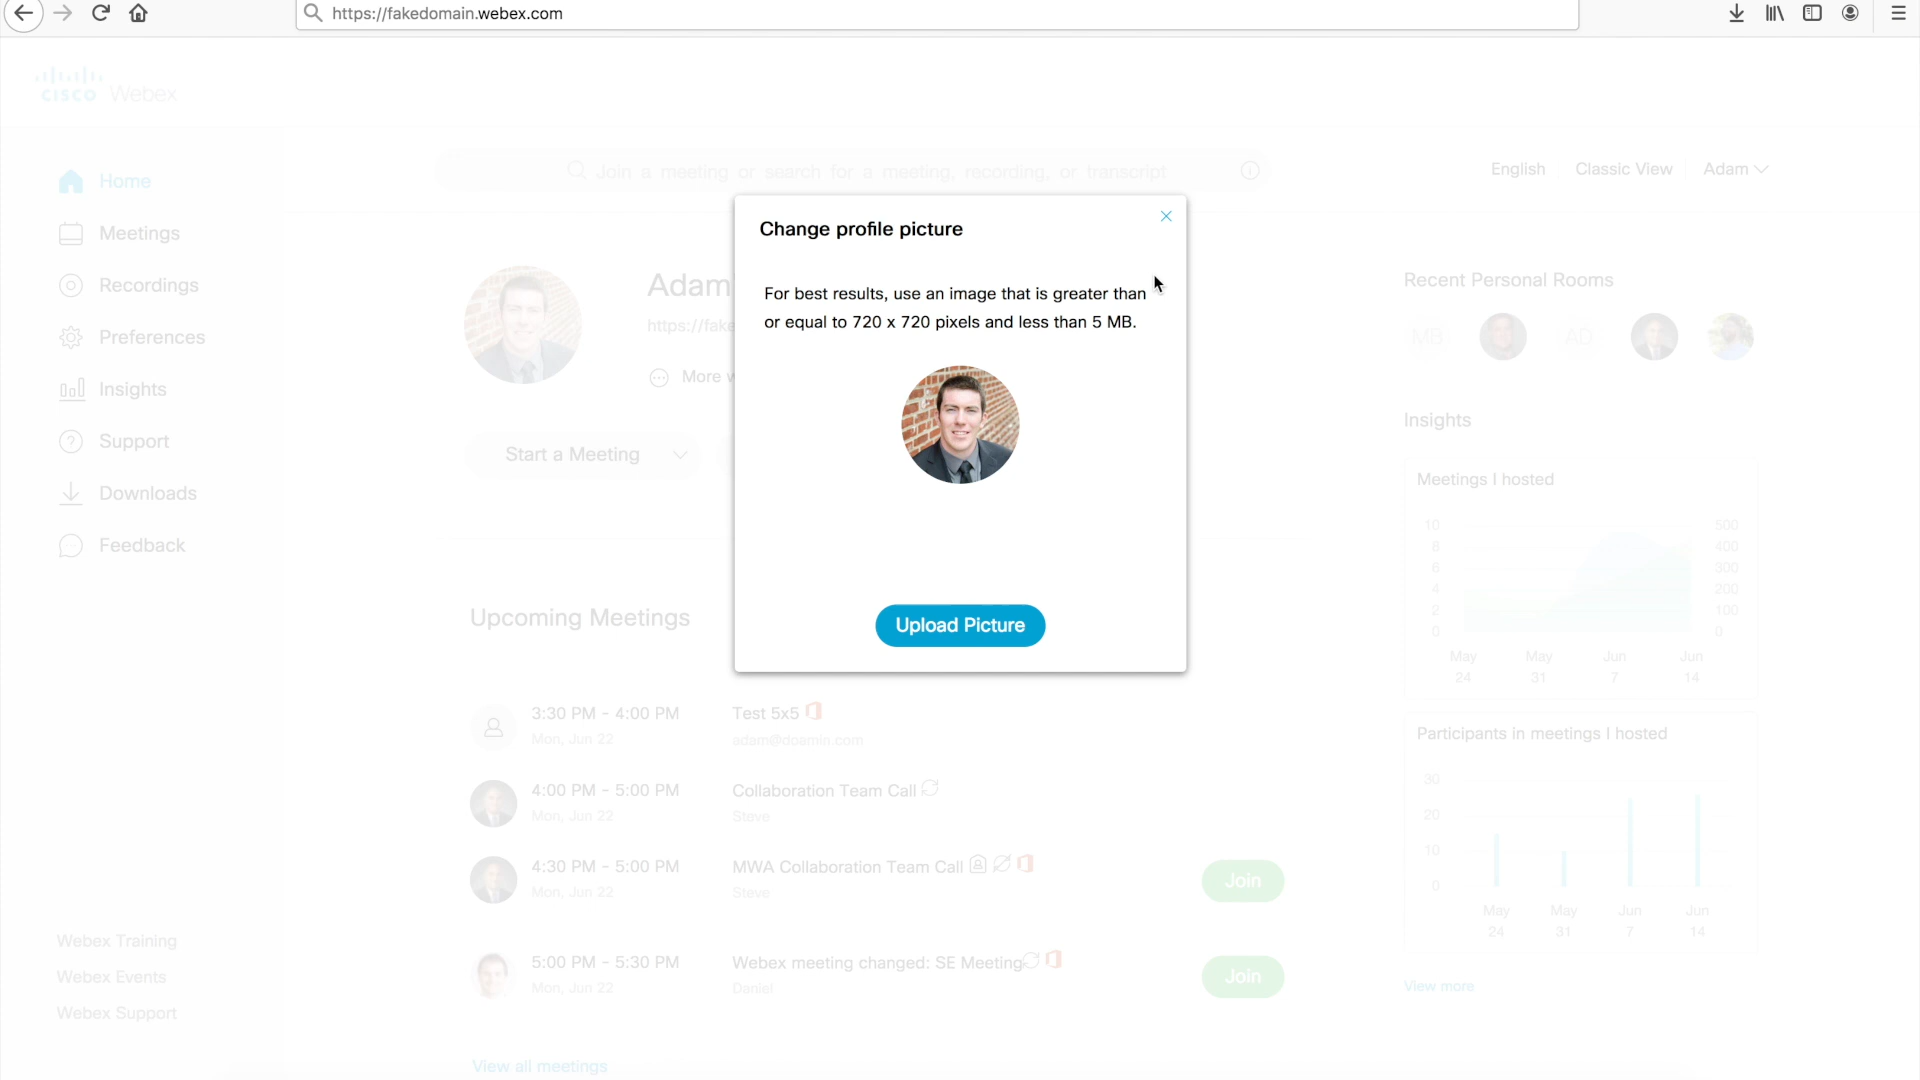 https://fakedomain.webex.com
CISCO Webex
Join a meeting or search for a meeting, recording, or transcript
English
Classic View
Adam
Home
Meetings
Recordings
Preferences
Insights
Support
Downloads
Feedback
Webex Training
Webex Events
Webex Support
Adam
https://fake
More w
Start a Meeting
Change profile picture
For best results, use an image that is greater than
or equal to 720 x 720 pixels and less than 5 MB.
Upload Picture
Upcoming Meetings
3:30 PM - 4:00 PM
Mon, Jun 22
Test 5x5
adam@doamin.com
4:00 PM - 5:00 PM
Mon, Jun 22
Collaboration Team Call
Steve
4:30 PM - 5:00 PM
Mon, Jun 22
MWA Collaboration Team Call
Steve
Join
5:00 PM - 5:30 PM
Mon, Jun 22
Webex meeting changed: SE Meeting
Daniel
Join
View all meetings
Recent Personal Rooms
MB
AD
Insights
Meetings I hosted
10
8
6
4
2
0
500
400
300
200
100
0
May
24
May
31
Jun
7
Jun
14
Participants in meetings I hosted
30
20
10
0
May
24
May
31
Jun
7
Jun
14
View more